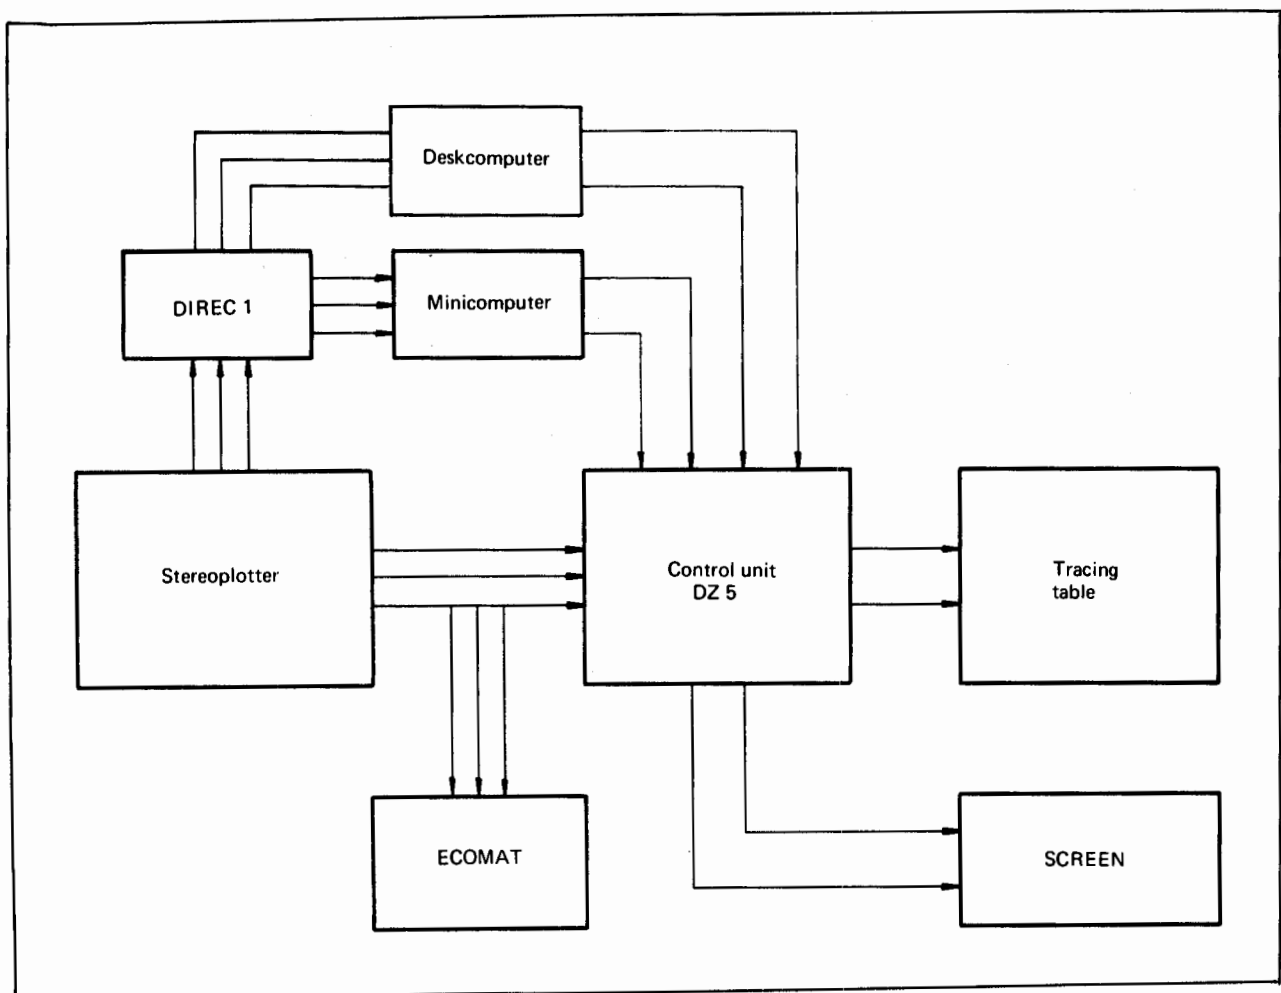 Deskcomputer
DIREC 1
Minicomputer
Stereoplotter
Control unit
DZ 5
Tracing
table
ECOMAT
SCREEN